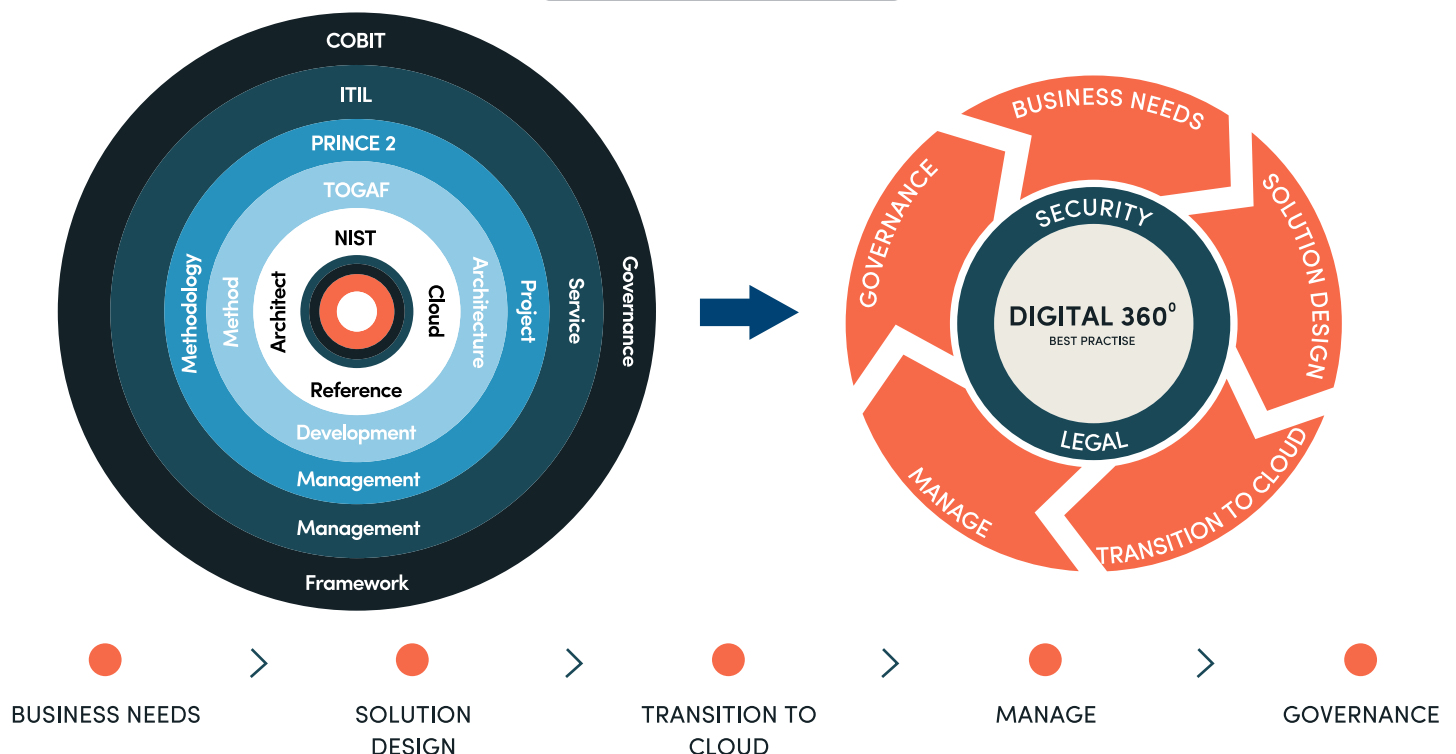 COBIT
Governance
Framework
ITIL
Service
Management
PRINCE 2
Project
Management
Methodology
TOGAF
Architecture
Development
Method
NIST
Cloud
Reference
Architect
BUSINESS NEEDS
SOLUTION DESIGN
TRANSITION TO CLOUD
MANAGE
GOVERNANCE
SECURITY
DIGITAL 360⁰
BEST PRACTISE
LEGAL
BUSINESS NEEDS
SOLUTION
DESIGN
TRANSITION TO
CLOUD
MANAGE
GOVERNANCE